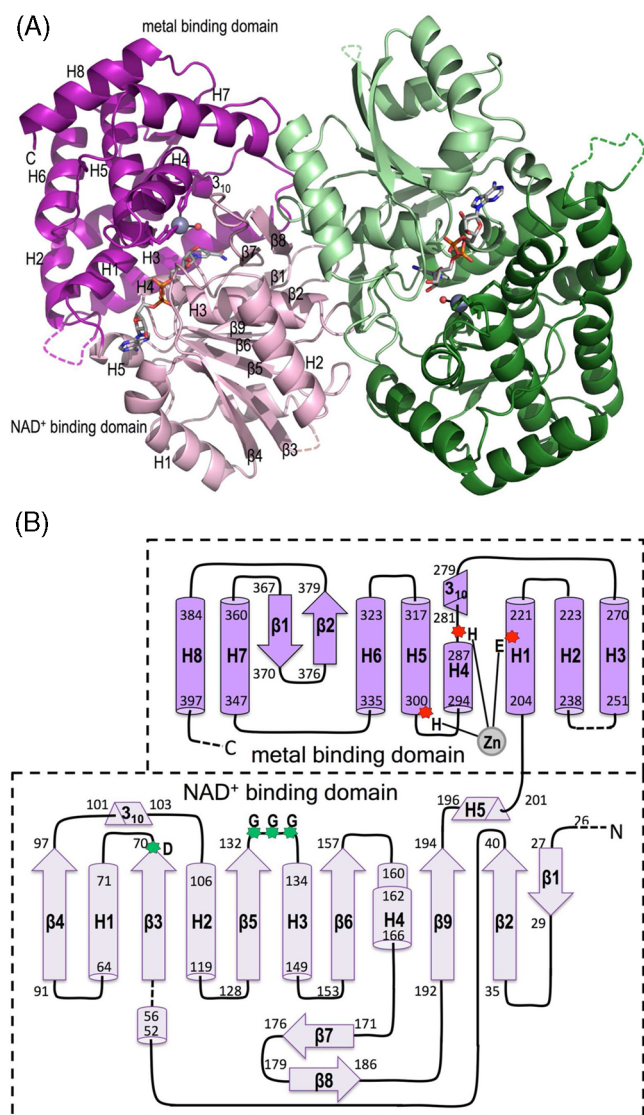 (A)
metal binding domain
H8
H7
C
H6
H5
H4
3₁₀
H2
H3
H1
β8
β7
β1
H4
H3
β2
β9
β6
H5
β5
H2
NAD⁺ binding domain
H1
β4
β3
(B)
279
3₁₀
367 379
384 360 323 317 281 H 221 223 270
β1 β2 E
H8 H7 H6 H5 287 H1 H2 H3
H4
370 376
397 347 335 300 294 204 238 251
H
Zn
C
metal binding domain
NAD⁺ binding domain
196 H5 201
101 3₁₀ 103 G G G 26 N
97 70 D 132 157 194 40 27
160 β1
71 106 134 162
β4 H1 β3 H2 β5 H3 β6 H4 β9 β2 29
166
64 119 149
91 128 153 192 35
56
52
176 β7 171
179 β8 186